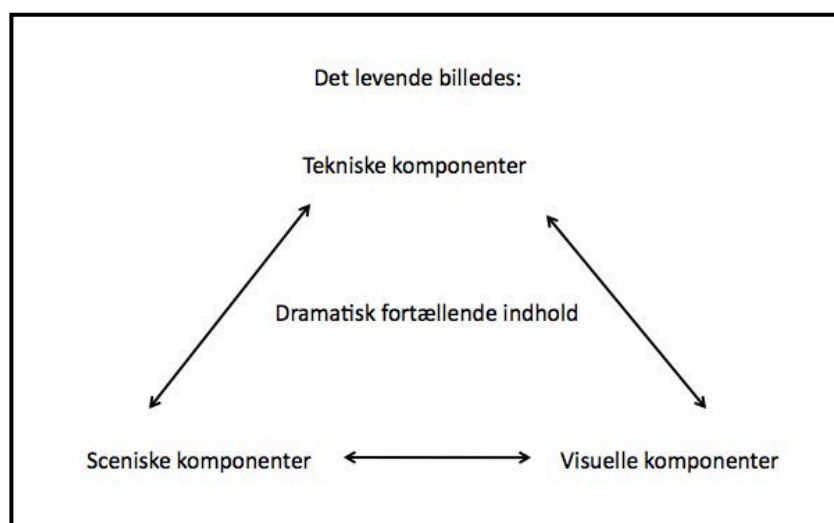 Det levende billedes:
Tekniske komponenter
Dramatisk fortællende indhold
Sceniske komponenter
Visuelle komponenter